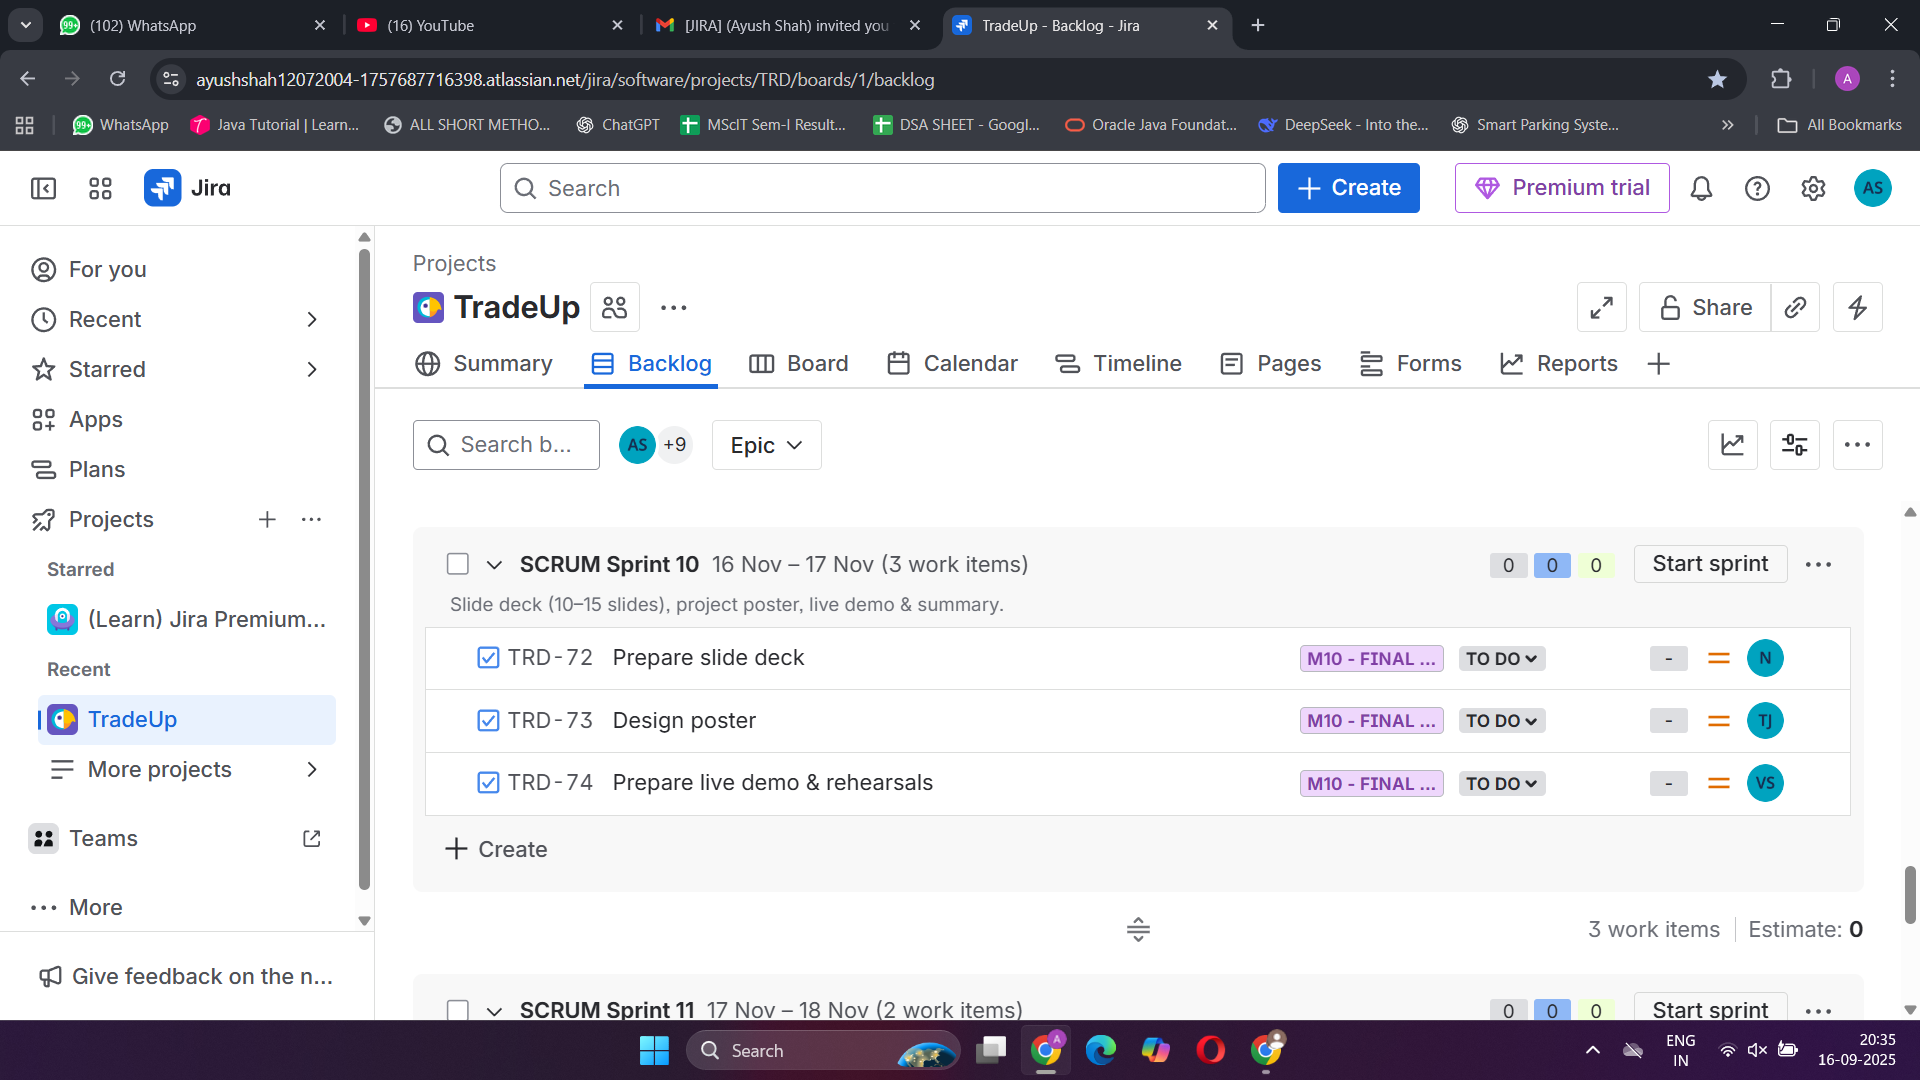 (102) WhatsApp
(16) YouTube
[JIRA] (Ayush Shah) invited you
TradeUp - Backlog - Jira
ayushshah12072004-1757687716398.atlassian.net/jira/software/projects/TRD/boards/1/backlog
A
99+ WhatsApp
Java Tutorial | Learn...
ALL SHORT METHO...
ChatGPT
MScIT Sem-I Result...
DSA SHEET - Googl...
Oracle Java Foundat...
DeepSeek - Into the...
Smart Parking Syste...
All Bookmarks
Jira
Search
Create
Premium trial
AS
For you
Recent
Starred
Apps
Plans
Projects
Starred
(Learn) Jira Premium...
Recent
TradeUp
More projects
Teams
More
Give feedback on the n...
Projects
TradeUp
Share
Summary
Backlog
Board
Calendar
Timeline
Pages
Forms
Reports
Search b...
AS +9
Epic
SCRUM Sprint 10 16 Nov – 17 Nov (3 work items) 0 0 0 Start sprint
Slide deck (10–15 slides), project poster, live demo & summary.
TRD-72 Prepare slide deck M10 - FINAL ... TO DO - N
TRD-73 Design poster M10 - FINAL ... TO DO - TJ
TRD-74 Prepare live demo & rehearsals M10 - FINAL ... TO DO - VS
Create
3 work items Estimate: 0
SCRUM Sprint 11 17 Nov – 18 Nov (2 work items) 0 0 0 Start sprint
Search
A
ENG
IN
20:35
16-09-2025